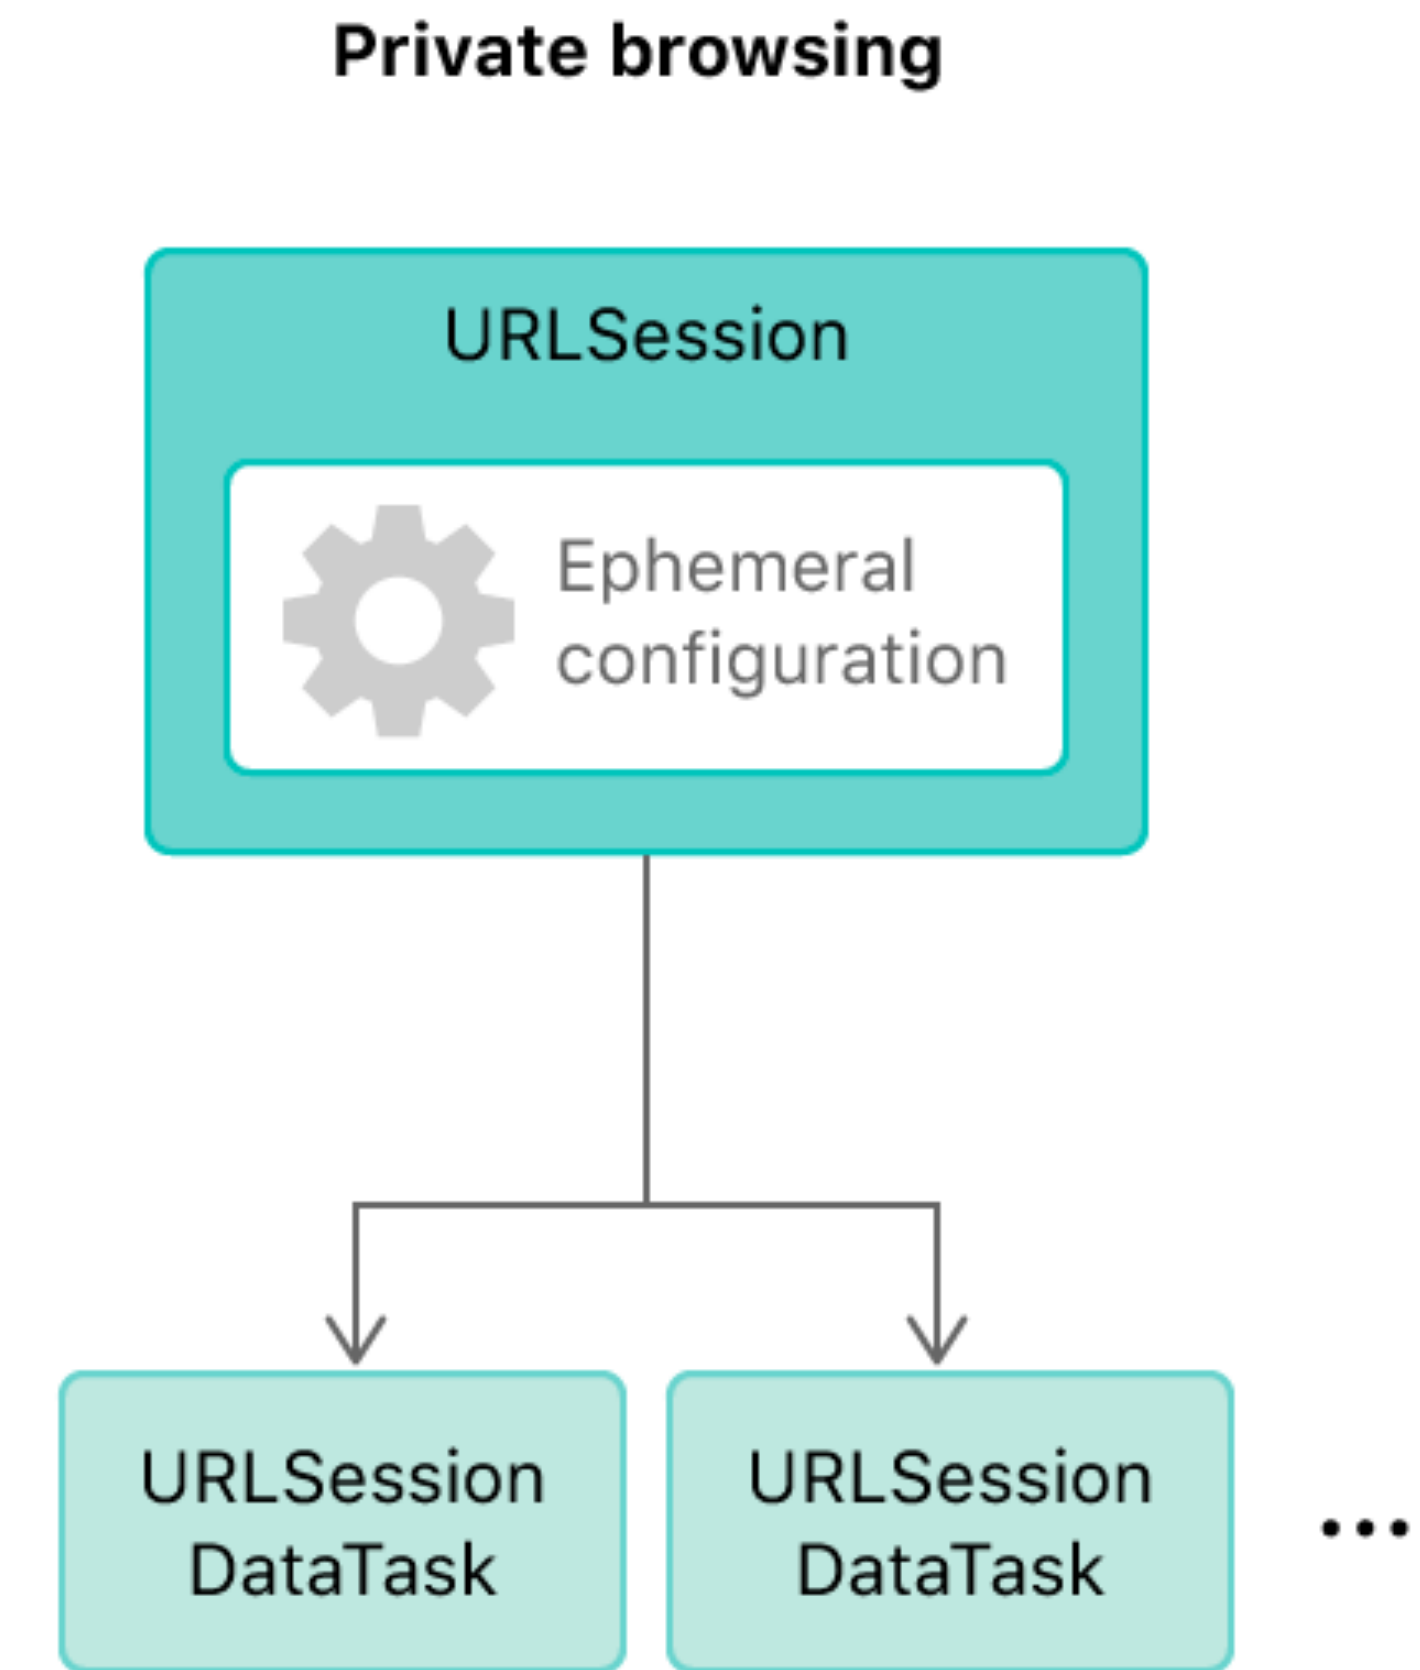 Private browsing
URLSession
Ephemeral
configuration
URLSession
DataTask
URLSession
DataTask
...